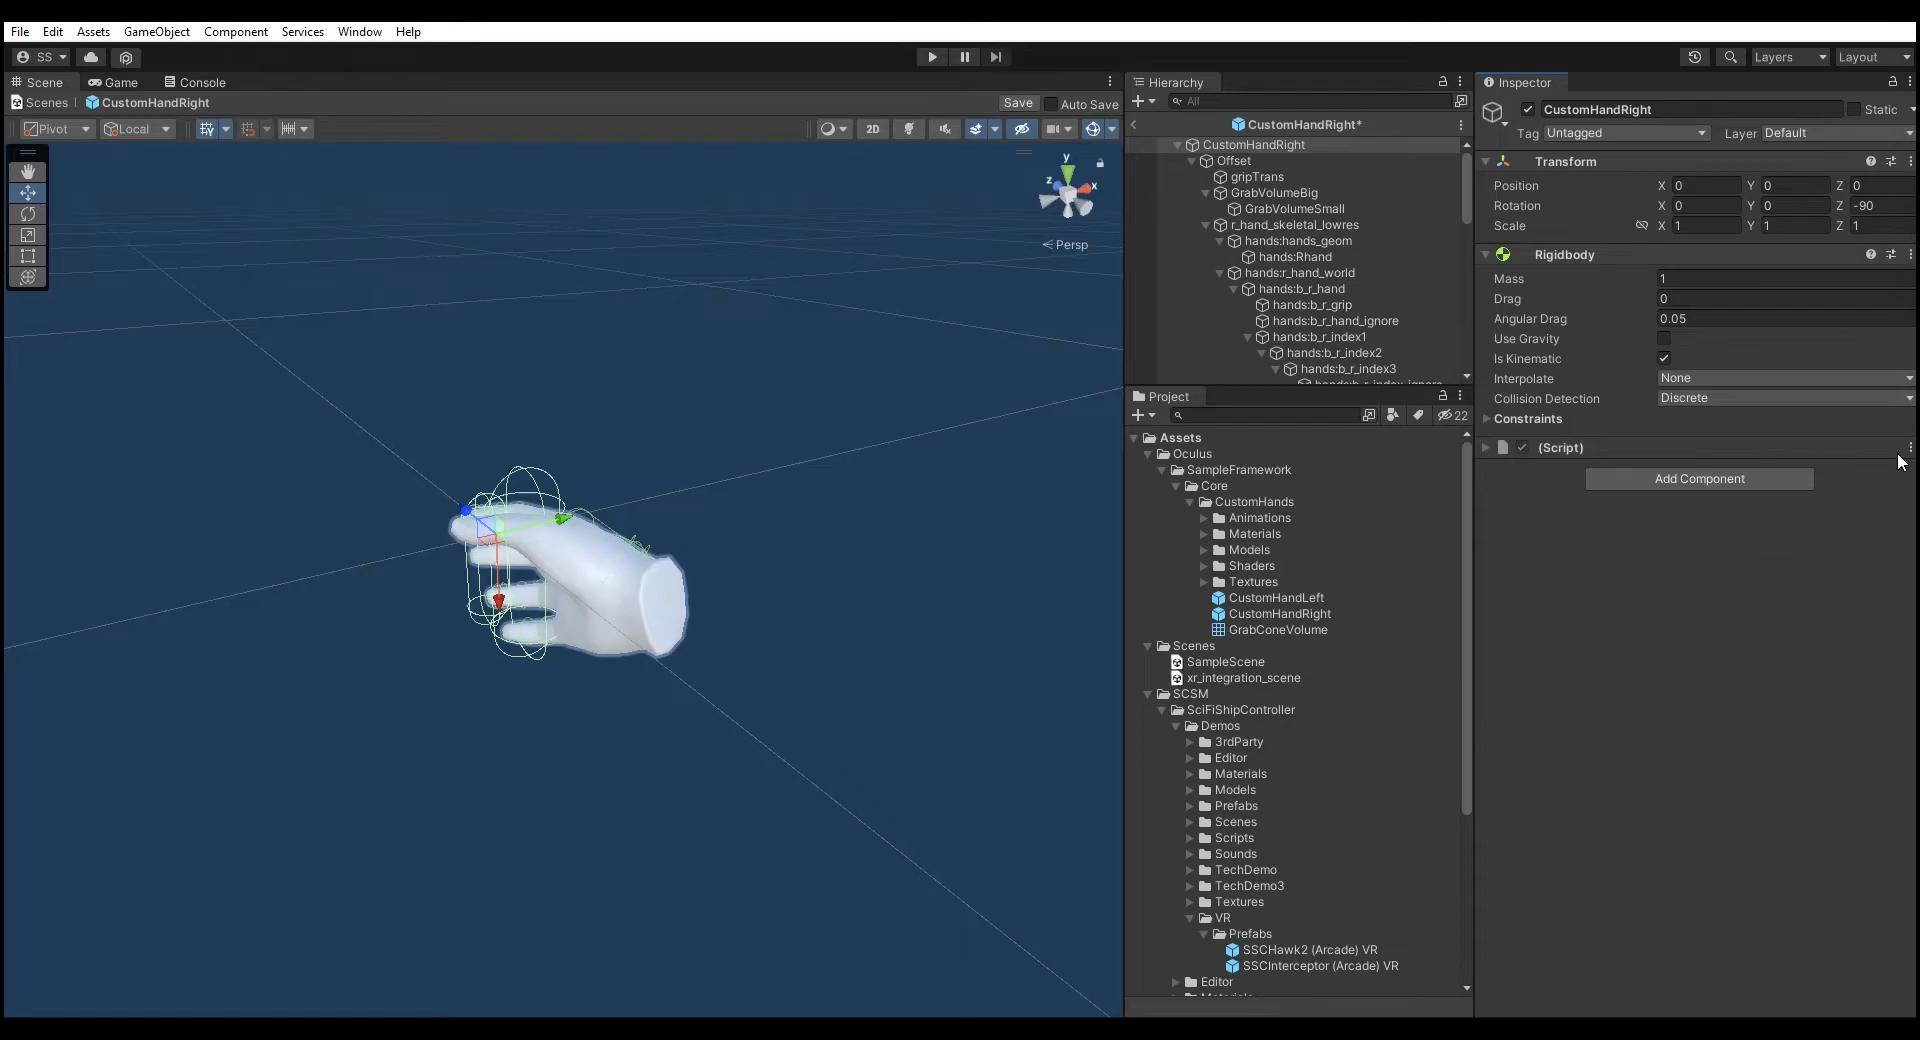 File Edit Assets GameObject Component Services Window Help
SS Layers Layout
Scene Game Console
Scenes CustomHandRight Save Auto Save
Pivot Local 2D
y
z x
Persp
Hierarchy
All
CustomHandRight*
CustomHandRight
Offset
gripTrans
GrabVolumeBig
GrabVolumeSmall
r_hand_skeletal_lowres
hands:hands_geom
hands:Rhand
hands:r_hand_world
hands:b_r_hand
hands:b_r_grip
hands:b_r_hand_ignore
hands:b_r_index1
hands:b_r_index2
hands:b_r_index3
Project
22
Assets
Oculus
SampleFramework
Core
CustomHands
Animations
Materials
Models
Shaders
Textures
CustomHandLeft
CustomHandRight
GrabConeVolume
Scenes
SampleScene
xr_integration_scene
SCSM
SciFiShipController
Demos
3rdParty
Editor
Materials
Models
Prefabs
Scenes
Scripts
Sounds
TechDemo
TechDemo3
Textures
VR
Prefabs
SSCHawk2 (Arcade) VR
SSCInterceptor (Arcade) VR
Editor
Inspector
CustomHandRight Static
Tag Untagged Layer Default
Transform
Position X 0 Y 0 Z 0
Rotation X 0 Y 0 Z -90
Scale X 1 Y 1 Z 1
Rigidbody
Mass 1
Drag 0
Angular Drag 0.05
Use Gravity
Is Kinematic
Interpolate None
Collision Detection Discrete
Constraints
(Script)
Add Component